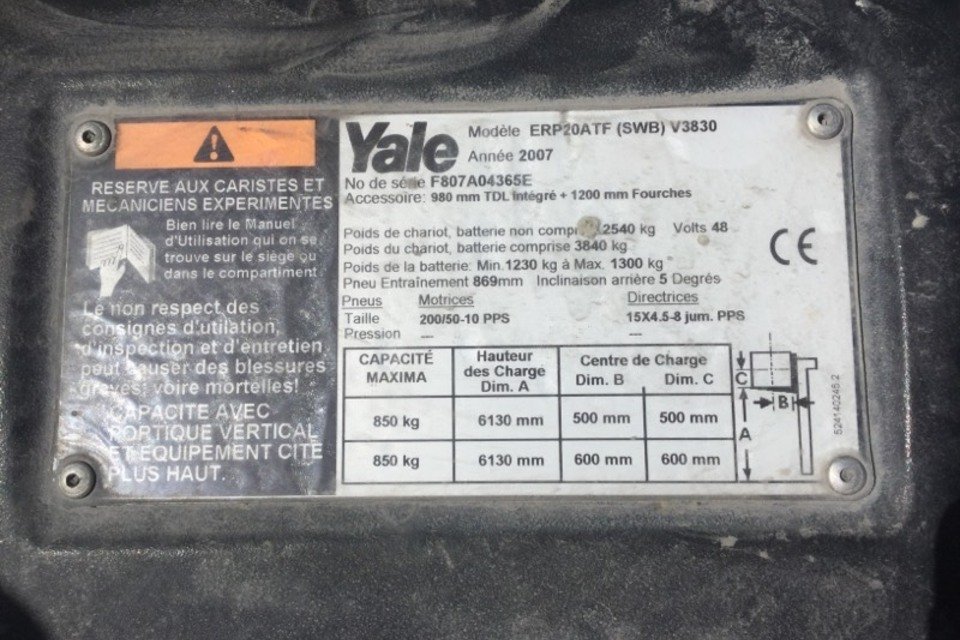 RESERVE AUX CARISTES ET
MECANICIENS EXPERIMENTES
Bien lire le Manuel
d'Utilisation qui on se
trouve sur le siège ou
dans le compartiment.
Le non respect des
consignes d'utilation,
d'inspection et d'entretien
peut causer des blessures
graves, voire mortelles!
CAPACITE AVEC
PORTIQUE VERTICAL
ET EQUIPEMENT CITE
PLUS HAUT.
Yale
Modèle ERP20ATF (SWB) V3830
Année 2007
No de série F807A04365E
Accessoire: 980 mm TDL intégré + 1200 mm Fourches
Poids de chariot, batterie non 2540 kg Volts 48
Poids du chariot, batterie comprise 3840 kg
Poids de la batterie: Min.1230 kg à Max. 1300 kg
Pneu Entraînement 869mm Inclinaison arrière 5 Degrés
CE
Pneus Motrices Directrices
Taille 200/50-10 PPS 15X4.5-8 jum. PPS
Pression — —
CAPACITÉ MAXIMA Hauteur des Charge Dim. A Centre de Charge Dim. B Dim. C
850 kg 6130 mm 500 mm 500 mm
850 kg 6130 mm 600 mm 600 mm
C
B
A
524140246 2